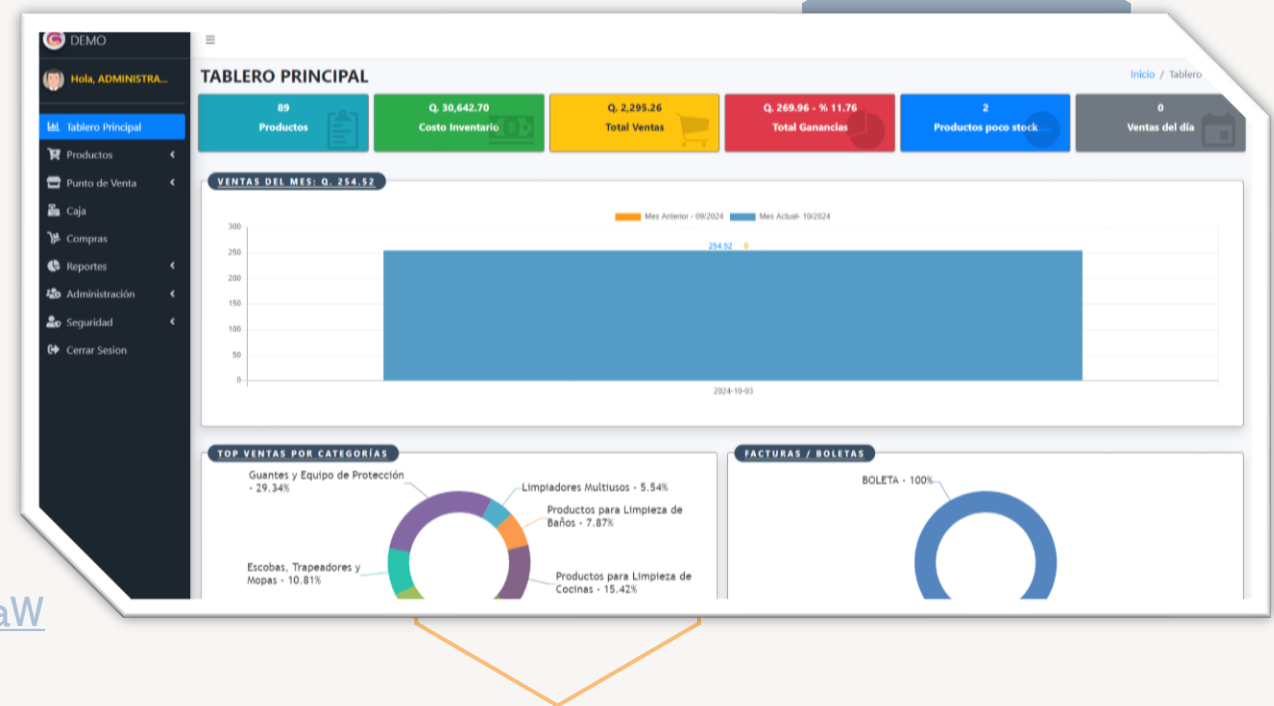 DEMO
Hola, ADMINISTRA...
Tablero Principal
Productos
Punto de Venta
Caja
Compras
Reportes
Administración
Seguridad
Cerrar Sesion
TABLERO PRINCIPAL
Inicio / Tablero
89
Productos
Q. 30,642.70
Costo Inventario
Q. 2,295.26
Total Ventas
Q. 269.96 - % 11.76
Total Ganancias
2
Productos poco stock
0
Ventas del día
VENTAS DEL MES: Q. 254.52
Mes Anterior - 09/2024 Mes Actual- 10/2024
300
250
200
150
100
50
0
254.52 0
2024-10-03
TOP VENTAS POR CATEGORÍAS
Guantes y Equipo de Protección
- 29.34%
Limpiadores Multiusos - 5.54%
Productos para Limpieza de
Baños - 7.87%
Escobas, Trapeadores y
Mopas - 10.81%
Productos para Limpieza de
Cocinas - 15.42%
FACTURAS / BOLETAS
BOLETA - 100%
aW